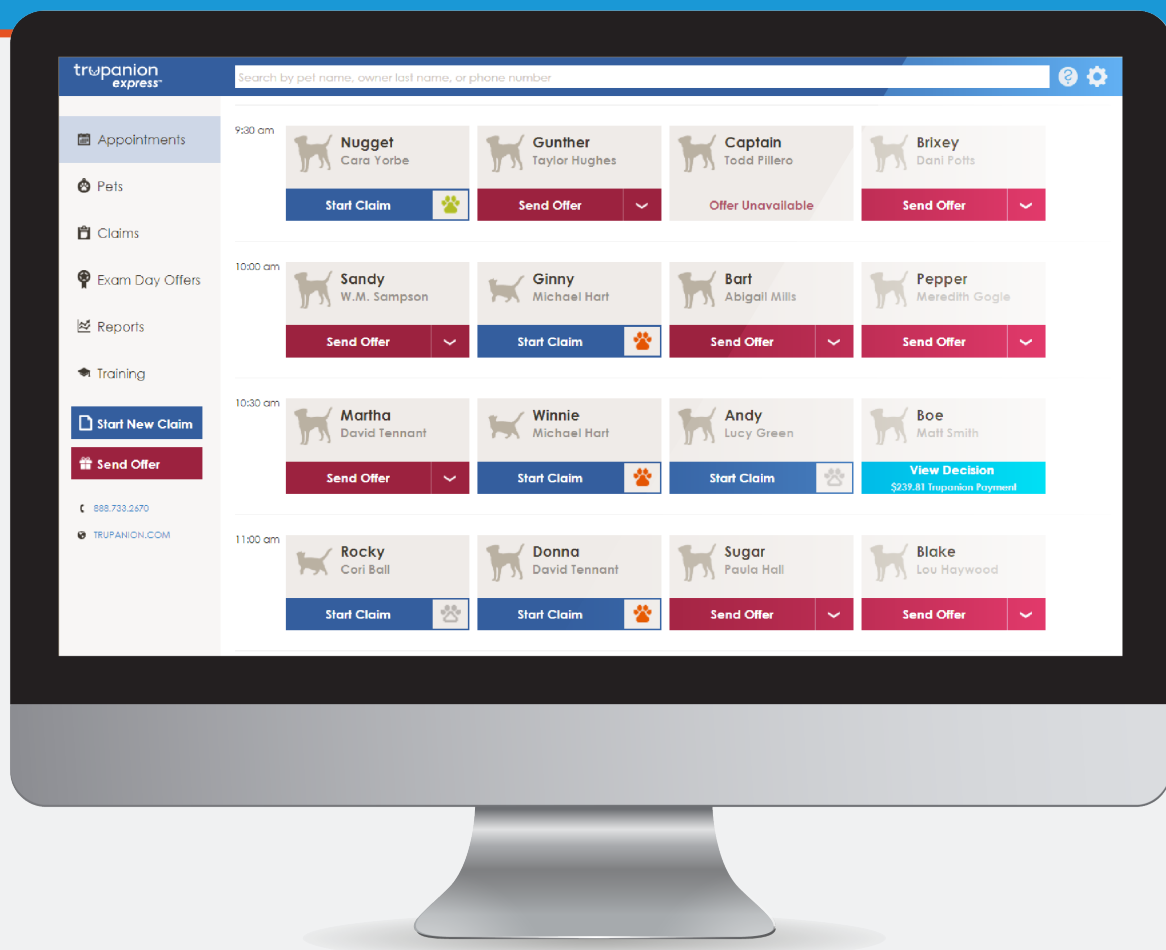 trupanion
express™
Search by pet name, owner last name, or phone number
?
Appointments
Pets
Claims
Exam Day Offers
Reports
Training
Start New Claim
Send Offer
888.733.2670
TRUPANION.COM
9:30 am
Nugget
Cara Yorbe
Start Claim
Gunther
Taylor Hughes
Send Offer
Captain
Todd Pillero
Offer Unavailable
Brixey
Dani Potts
Send Offer
10:00 am
Sandy
W.M. Sampson
Send Offer
Ginny
Michael Hart
Start Claim
Bart
Abigail Mills
Send Offer
Pepper
Meredith Gogle
Send Offer
10:30 am
Martha
David Tennant
Send Offer
Winnie
Michael Hart
Start Claim
Andy
Lucy Green
Start Claim
Boe
Matt Smith
View Decision
$239.81 Trupanion Payment
11:00 am
Rocky
Cori Ball
Start Claim
Donna
David Tennant
Start Claim
Sugar
Paula Hall
Send Offer
Blake
Lou Haywood
Send Offer